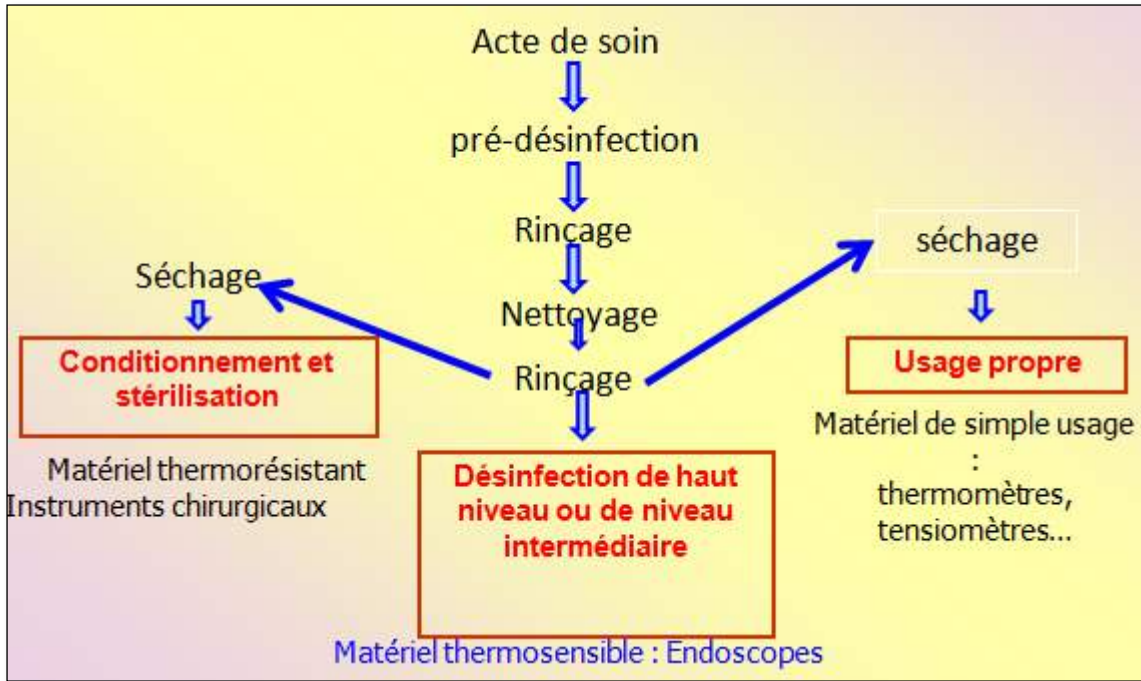 Acte de soin
pré-désinfection
Rinçage
Nettoyage
Rinçage
Séchage
Conditionnement et
stérilisation
Matériel thermorésistant
Instruments chirurgicaux
Désinfection de haut
niveau ou de niveau
intermédiaire
Matériel thermosensible : Endoscopes
séchage
Usage propre
Matériel de simple usage
:
thermomètres,
tensiomètres...